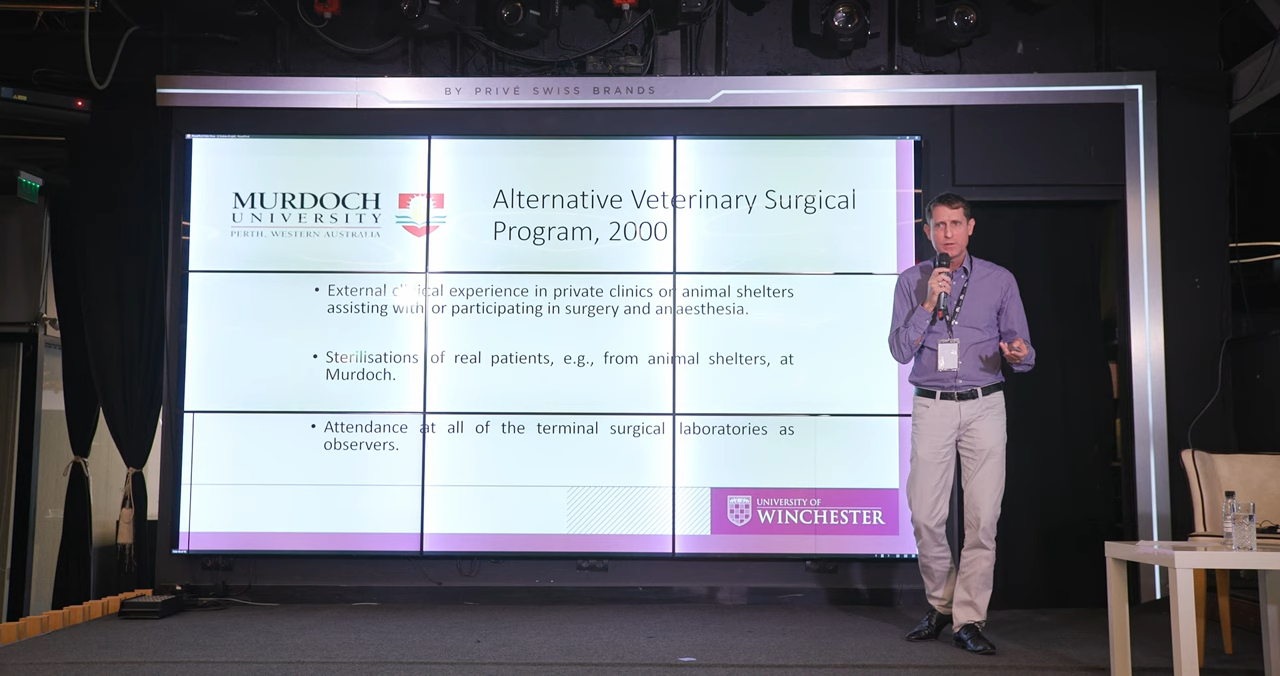 BY PRIVÉ SWISS BRANDS
MURDOCH
UNIVERSITY
PERTH, WESTERN AUSTRALIA
Alternative Veterinary Surgical
Program, 2000
• External clinical experience in private clinics or animal shelters
assisting with or participating in surgery and anaesthesia.
• Sterilisations of real patients, e.g., from animal shelters, at
Murdoch.
• Attendance at all of the terminal surgical laboratories as
observers.
UNIVERSITY OF
WINCHESTER